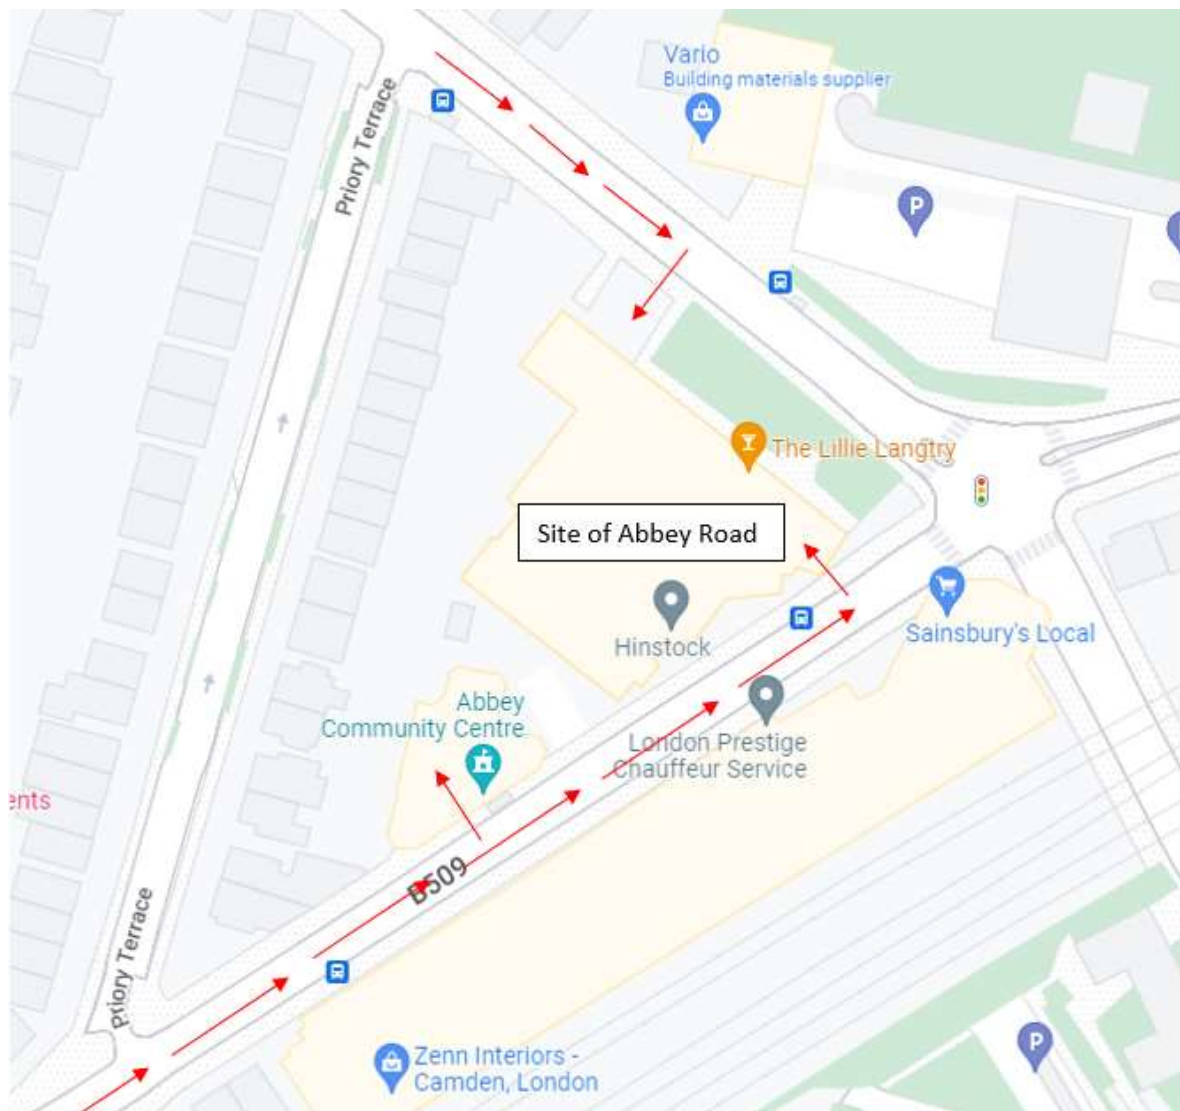 Vario
Building materials supplier
Priory Terrace
P
The Lillie Langtry
Site of Abbey Road
Hinstock
Sainsbury's Local
Abbey
Community Centre
London Prestige
Chauffeur Service
ents
B509
Priory Terrace
P
Zenn Interiors -
Camden, London